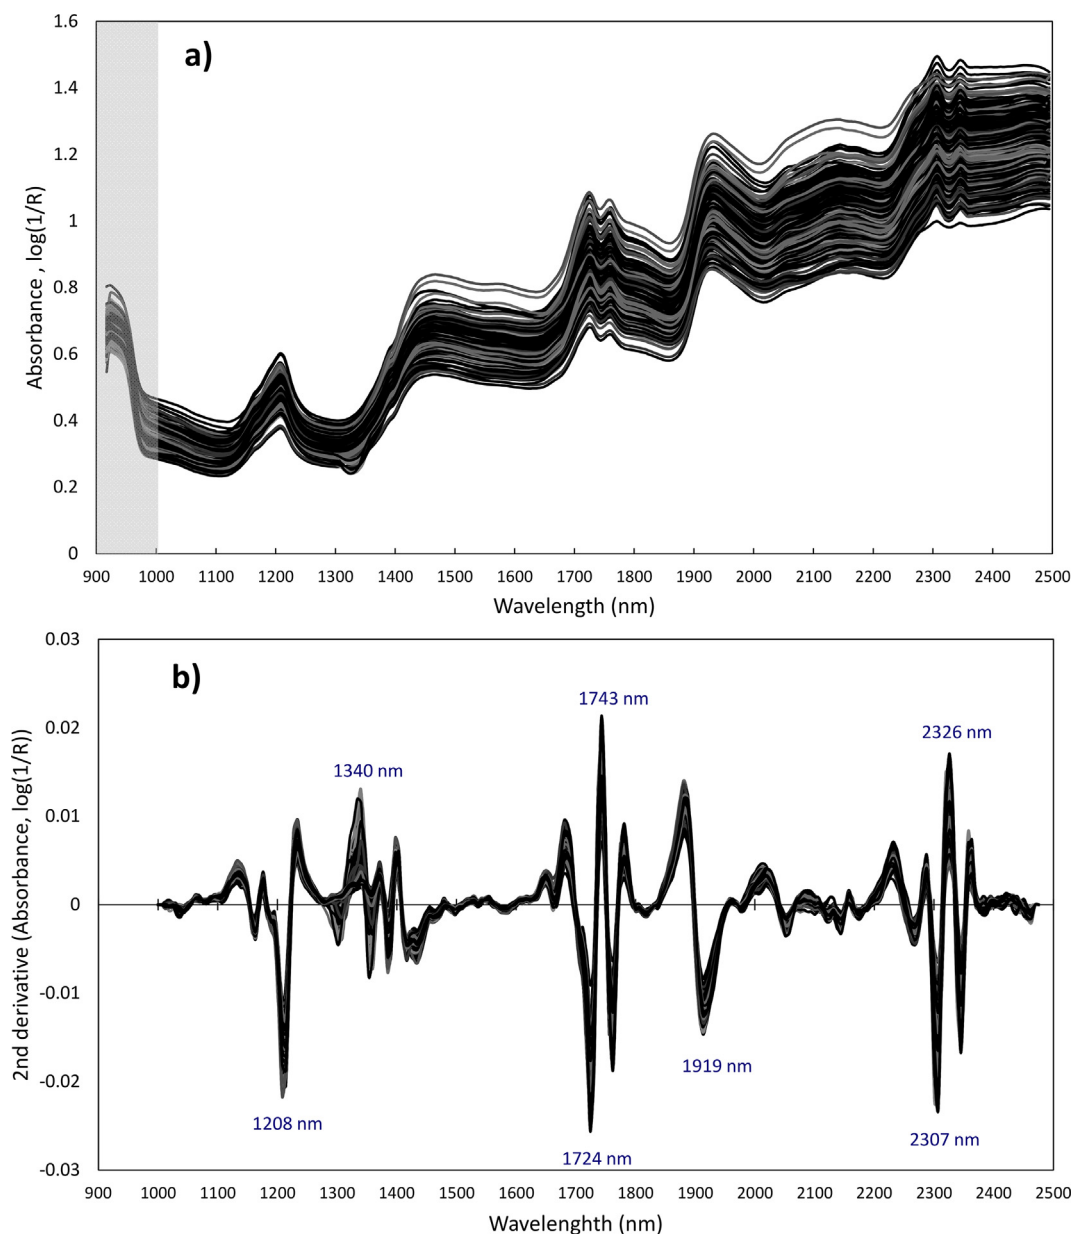 a)
1.6
1.4
1.2
1
0.8
0.6
0.4
0.2
0
Absorbance , log(1/R)
900 1000 1100 1200 1300 1400 1500 1600 1700 1800 1900 2000 2100 2200 2300 2400 2500
Wavelength (nm)
b)
0.03
0.02
0.01
0
-0.01
-0.02
-0.03
2nd derivative (Absorbance, log(1/R))
1743 nm
2326 nm
1340 nm
1919 nm
1208 nm
2307 nm
1724 nm
900 1000 1100 1200 1300 1400 1500 1600 1700 1800 1900 2000 2100 2200 2300 2400 2500
Wavelenghth (nm)